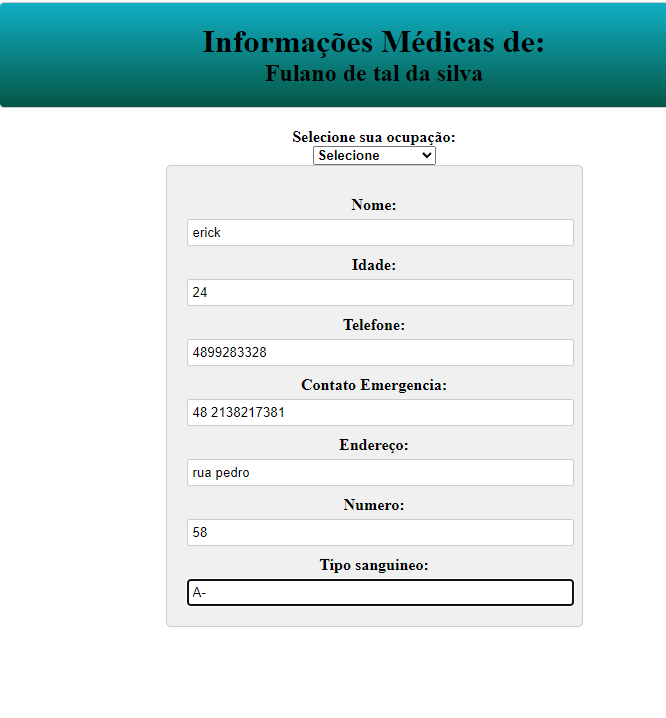 Informações Médicas de:
Fulano de tal da silva
Selecione sua ocupação:
Selecione
Nome:
erick
Idade:
24
Telefone:
4899283328
Contato Emergencia:
48 2138217381
Endereço:
rua pedro
Numero:
58
Tipo sanguineo:
A-